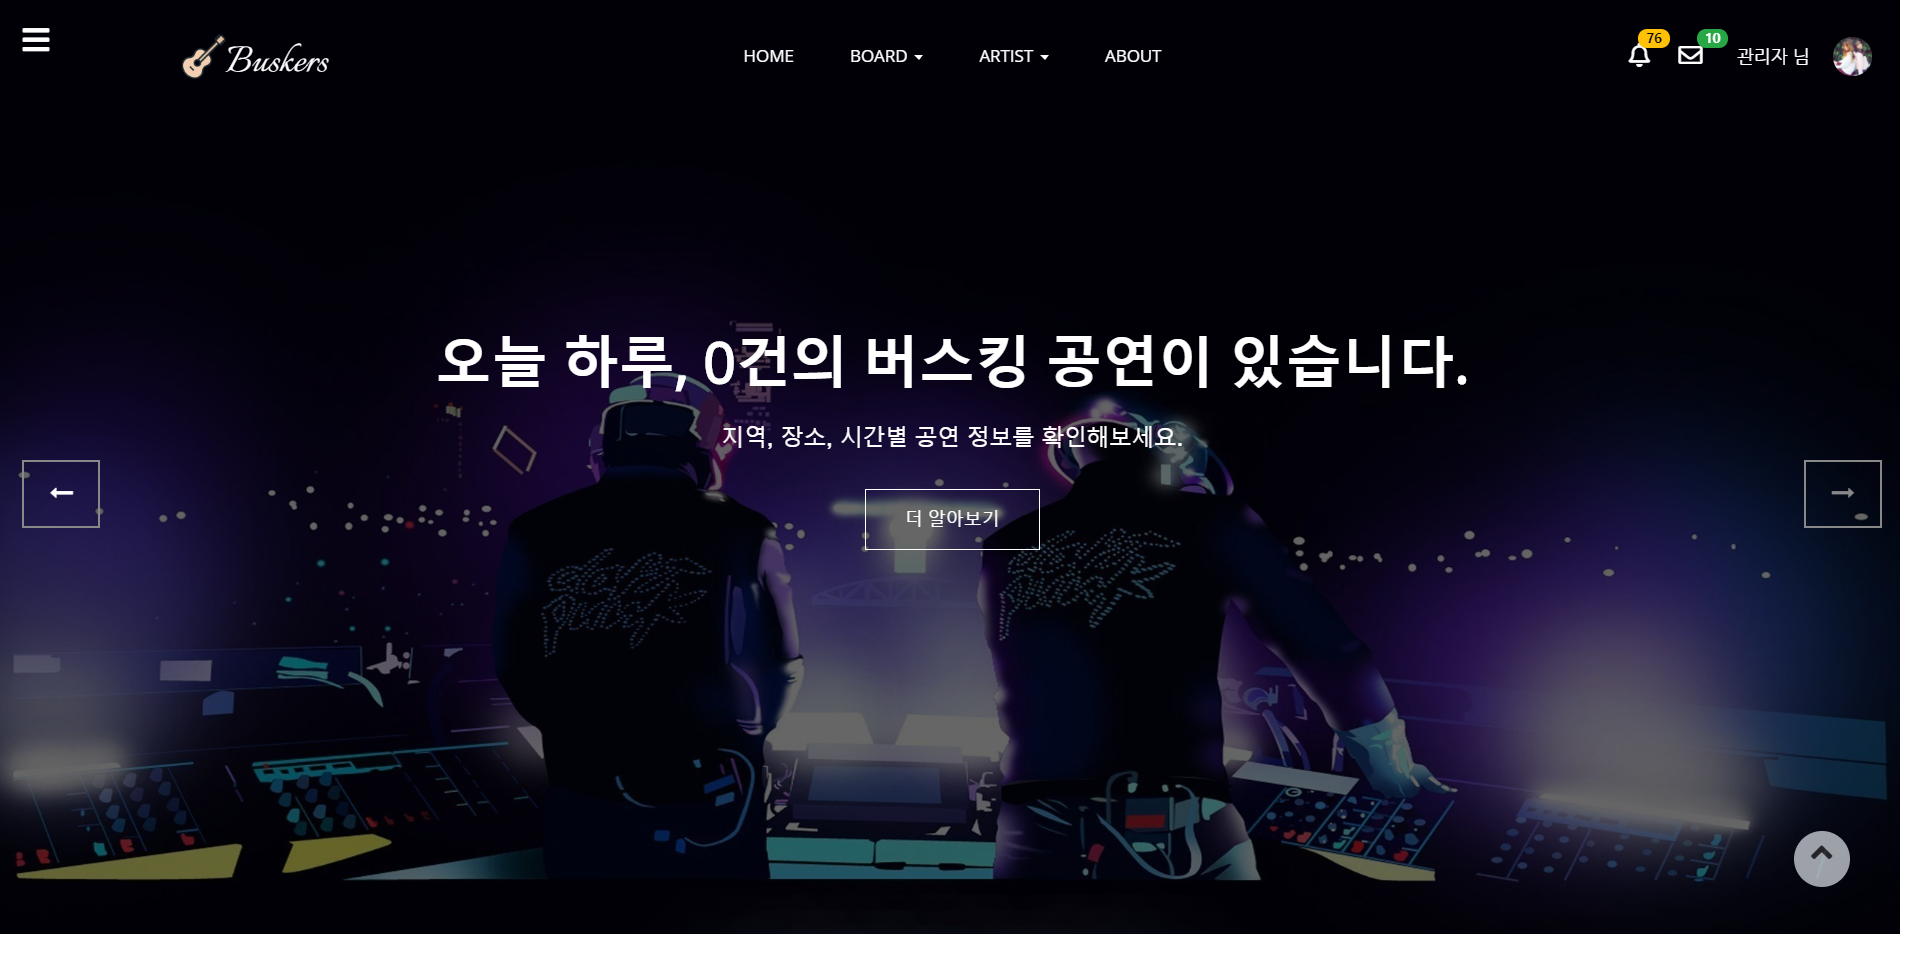 Buskers
HOME
BOARD
ARTIST
ABOUT
76
10
관리자 님
오늘 하루, 0건의 버스킹 공연이 있습니다.
지역, 장소, 시간별 공연 정보를 확인해보세요.
더 알아보기